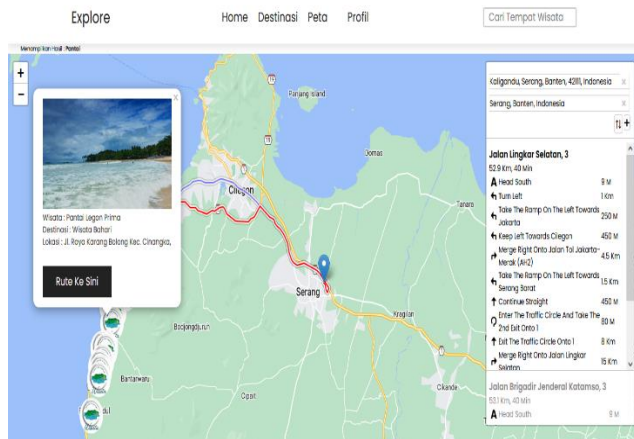 Explore
Home Destinasi Peta Profil
Cari Tempat Wisata
Menampilkan Hasil : Pantai
+
−
×
Wisata : Pantai Legon Prima
Destinasi : Wisata Bahari
Lokasi : Jl. Raya Karang Bolong Kec. Cinangka,
Rute Ke Sini
Panjang Island
Domas
Cilegon
Tanara
Serang
Kragilan
Bojongdjurun
Bantarwaru
Cipait
Cikande
Kaligandu, Serang, Banten, 42111, Indonesia ×
Serang, Banten, Indonesia ×
Jalan Lingkar Selatan, 3
52.9 Km, 40 Min
Head South 9 M
Turn Left 1 Km
Take The Ramp On The Left Towards Jakarta 250 M
Keep Left Towards Cilegon 450 M
Merge Right Onto Jalan Tol Jakarta-Merak (AH2) 4.5 Km
Take The Ramp On The Left Towards Serang Barat 1.5 Km
Continue Straight 450 M
Enter The Traffic Circle And Take The 2nd Exit Onto 1 80 M
Exit The Traffic Circle Onto 1 8 Km
Merge Right Onto Jalan Lingkar Selatan 15 Km
Jalan Brigadir Jenderal Katamso, 3
53.1 Km, 40 Min
Head South 9 M